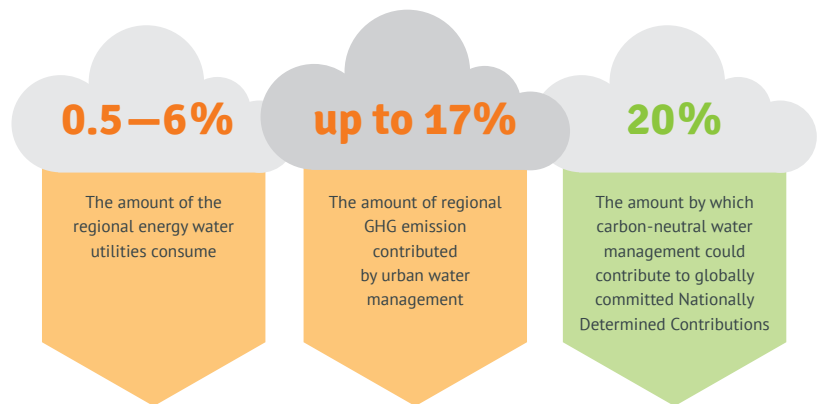 0.5—6%
The amount of the
regional energy water
utilities consume
up to 17%
The amount of regional
GHG emission
contributed
by urban water
management
20%
The amount by which
carbon-neutral water
management could
contribute to globally
committed Nationally
Determined Contributions